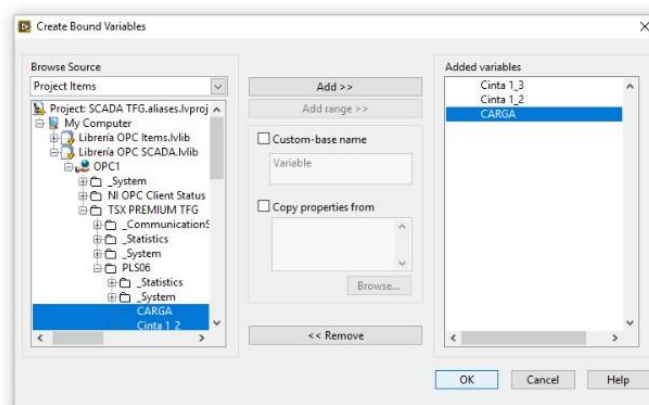 Create Bound Variables
Browse Source
Project Items
Project: SCADA TFG.aliases.lvproj
My Computer
Librería OPC Items.lvlib
Librería OPC SCADA.lvlib
OPC1
_System
NI OPC Client Status
TSX PREMIUM TFG
_CommunicationS
_Statistics
_System
PLS06
_Statistics
_System
CARGA
Cinta 1_2
Add >>
Add range >>
Custom-base name
Variable
Copy properties from
Browse...
<< Remove
Added variables
Cinta 1_3
Cinta 1_2
CARGA
OK
Cancel
Help